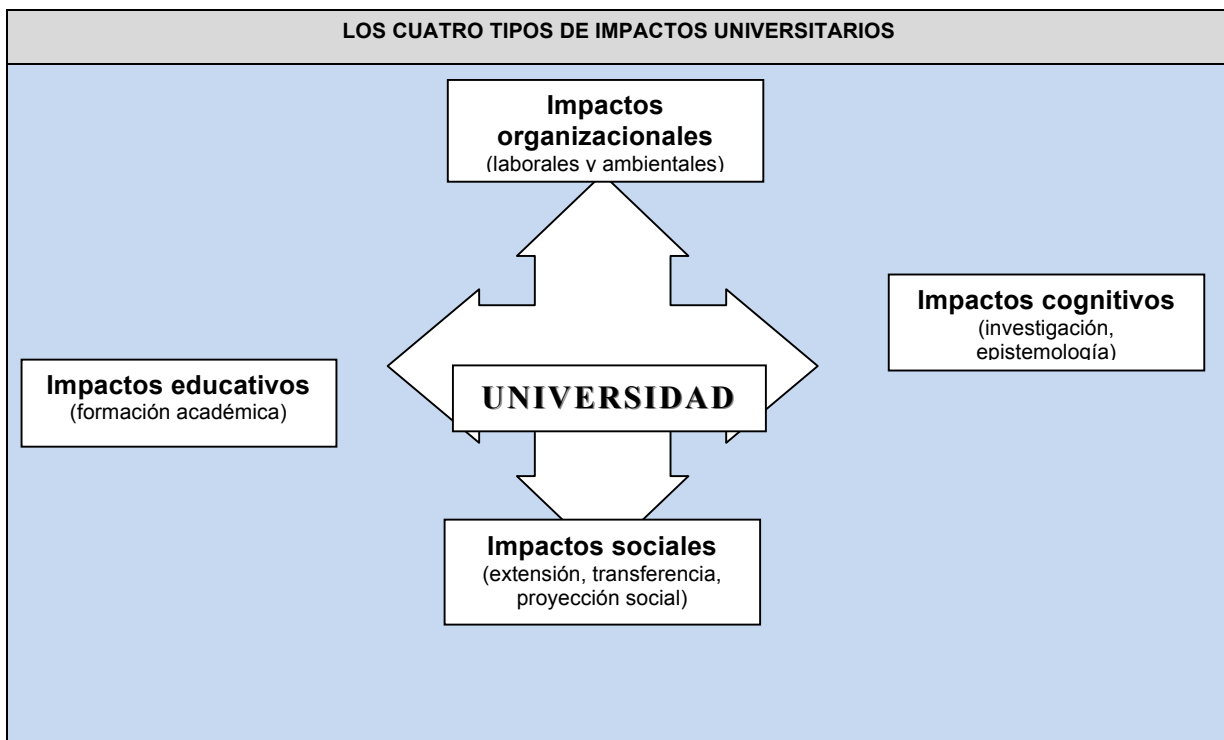 LOS CUATRO TIPOS DE IMPACTOS UNIVERSITARIOS
Impactos
organizacionales
(laborales y ambientales)
Impactos cognitivos
(investigación,
epistemología)
Impactos educativos
(formación académica)
UNIVERSIDAD
Impactos sociales
(extensión, transferencia,
proyección social)